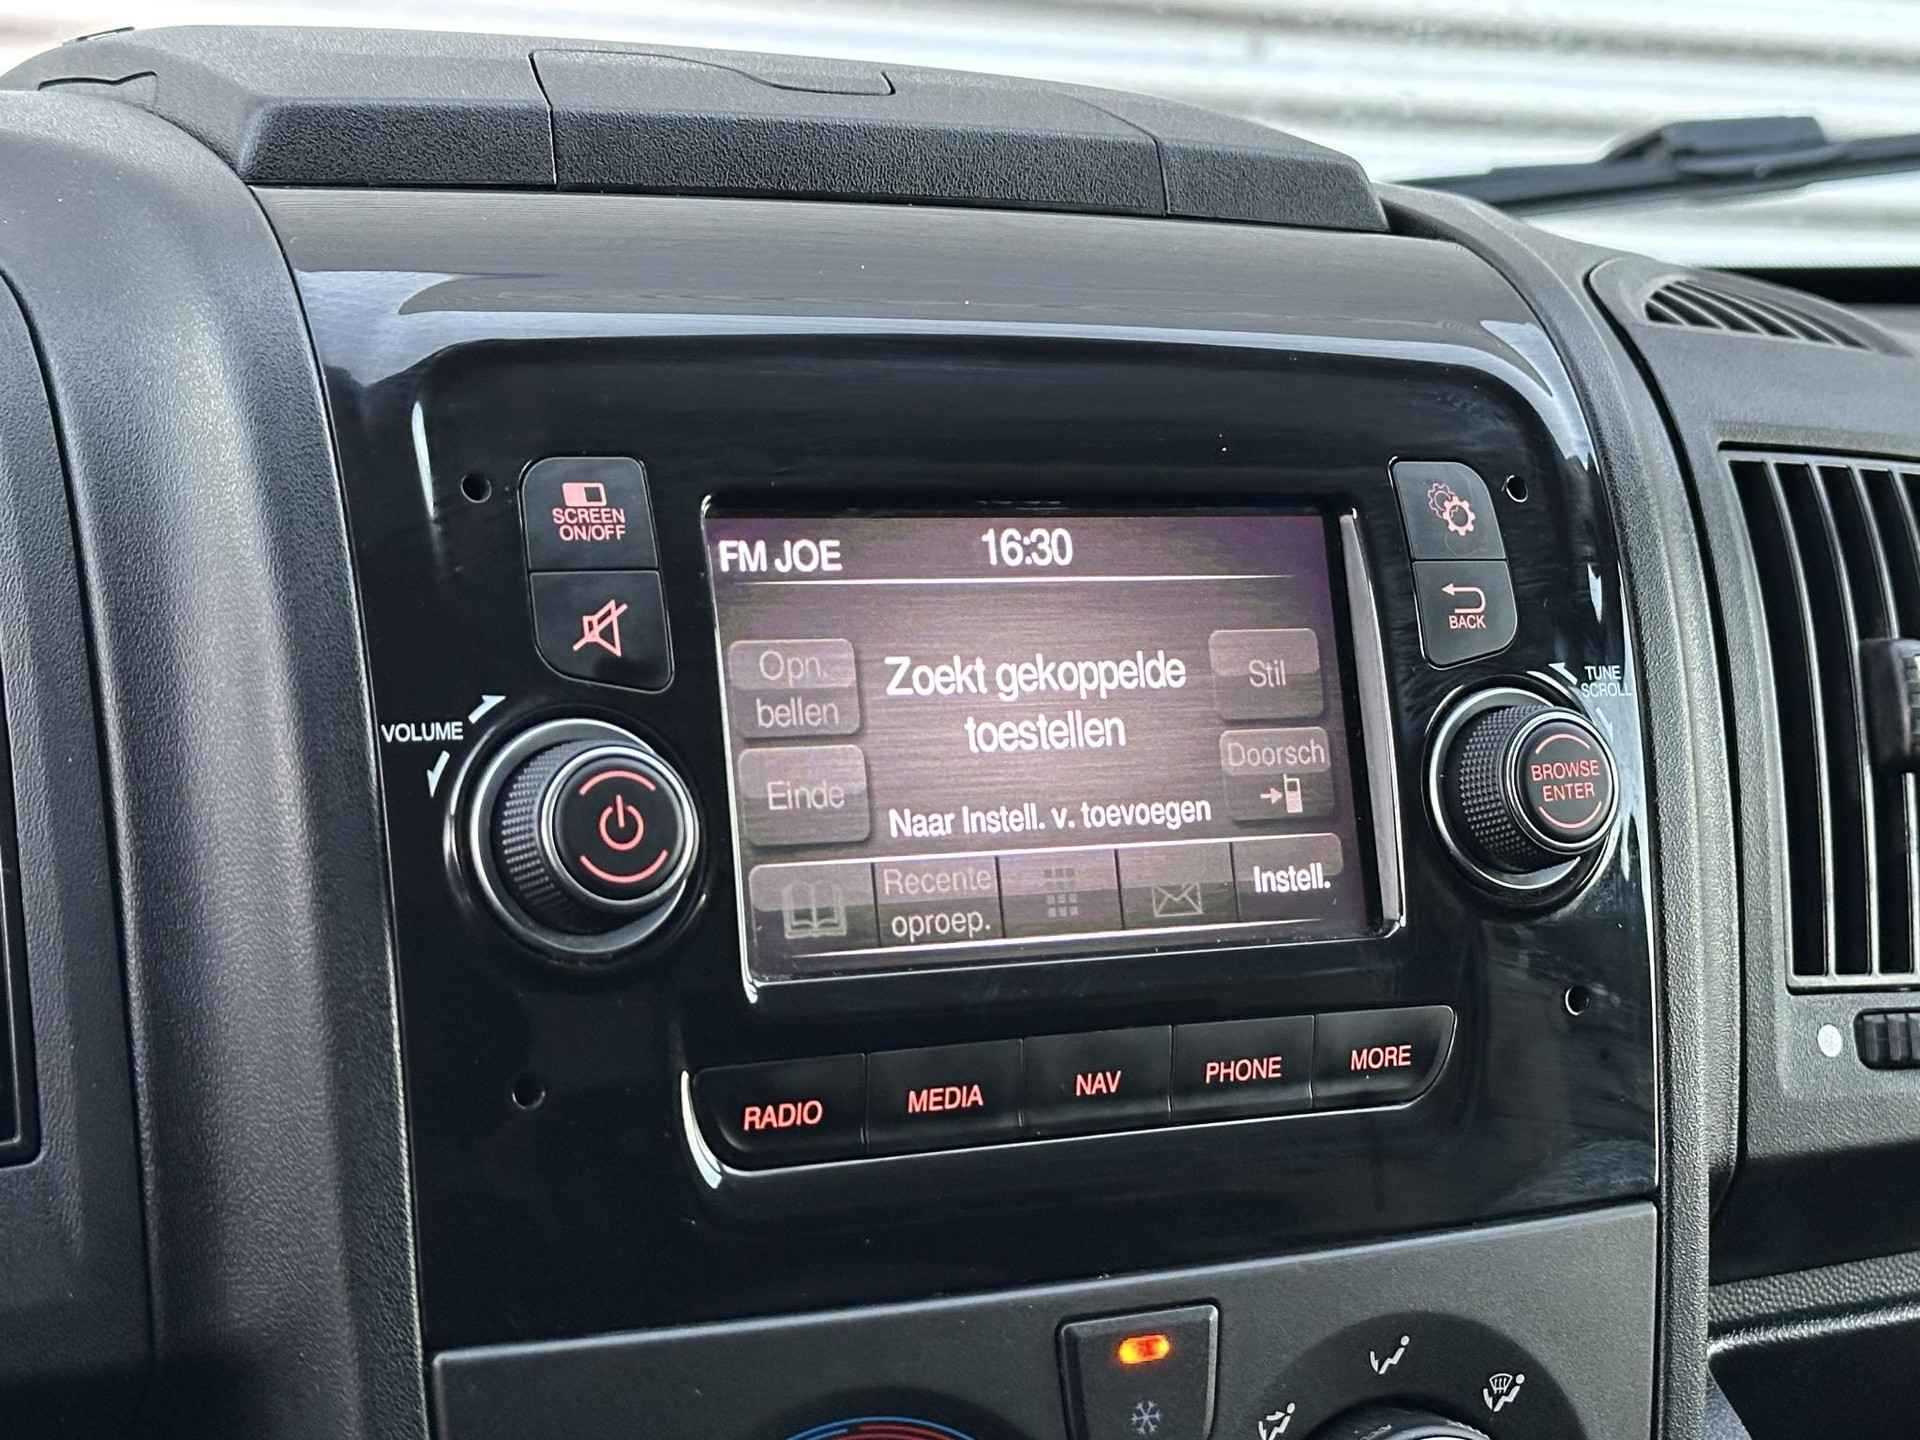 SCREEN
ON/OFF
FM JOE
16:30
BACK
Opn.
bellen
Zoekt gekoppelde
toestellen
Stil
VOLUME
TUNE
SCROLL
Einde
Doorsch
BROWSE
ENTER
Naar Instell. v. toevoegen
Recente
oproep.
Instell.
RADIO
MEDIA
NAV
PHONE
MORE